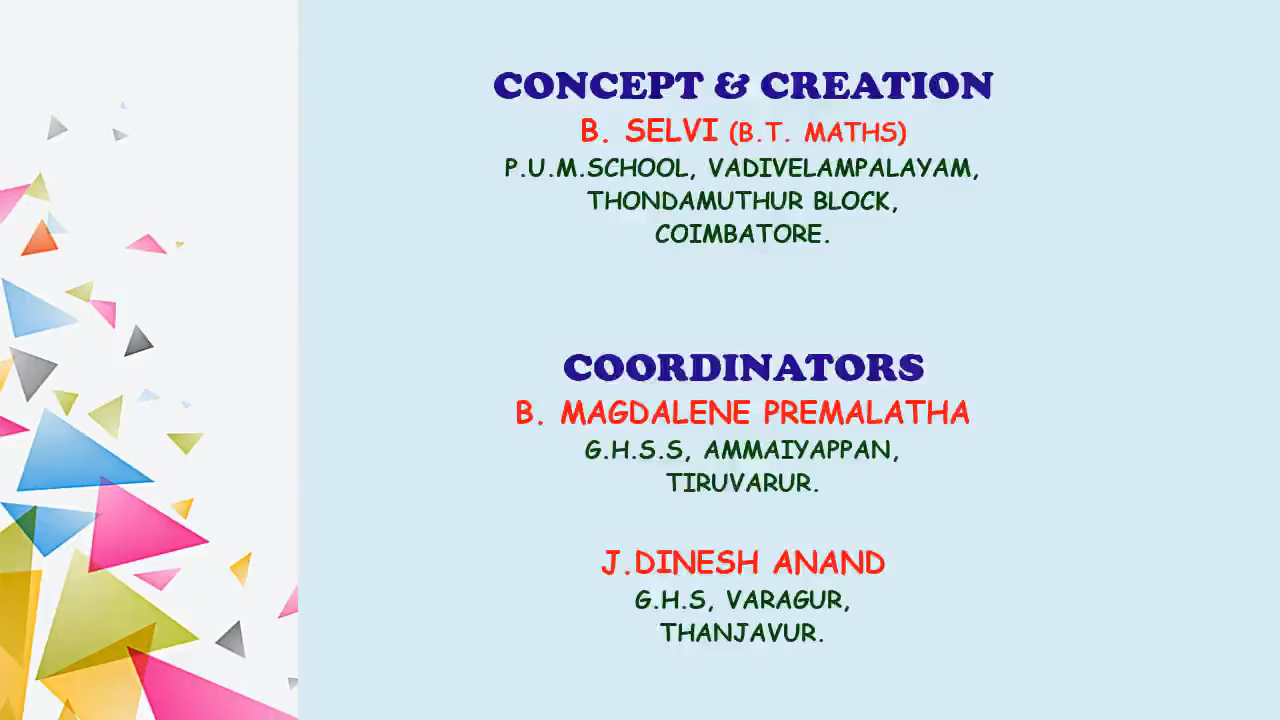 CONCEPT & CREATION
B. SELVI (B.T. MATHS)
P.U.M.SCHOOL, VADIVELAMPALAYAM,
THONDAMUTHUR BLOCK,
COIMBATORE.
COORDINATORS
B. MAGDALENE PREMALATHA
G.H.S.S, AMMAIYAPPAN,
TIRUVARUR.
J.DINESH ANAND
G.H.S, VARAGUR,
THANJAVUR.